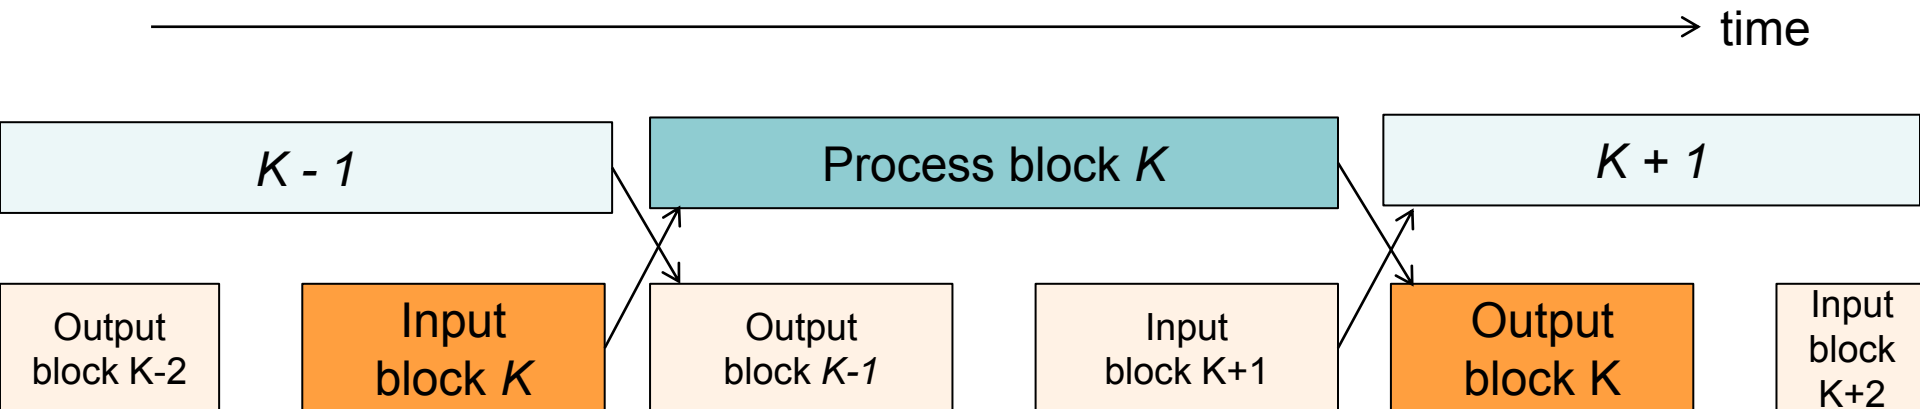 time
K - 1
Process block K
K + 1
Output
block K-2
Input
block K
Output
block K-1
Input
block K+1
Output
block K
Input
block
K+2